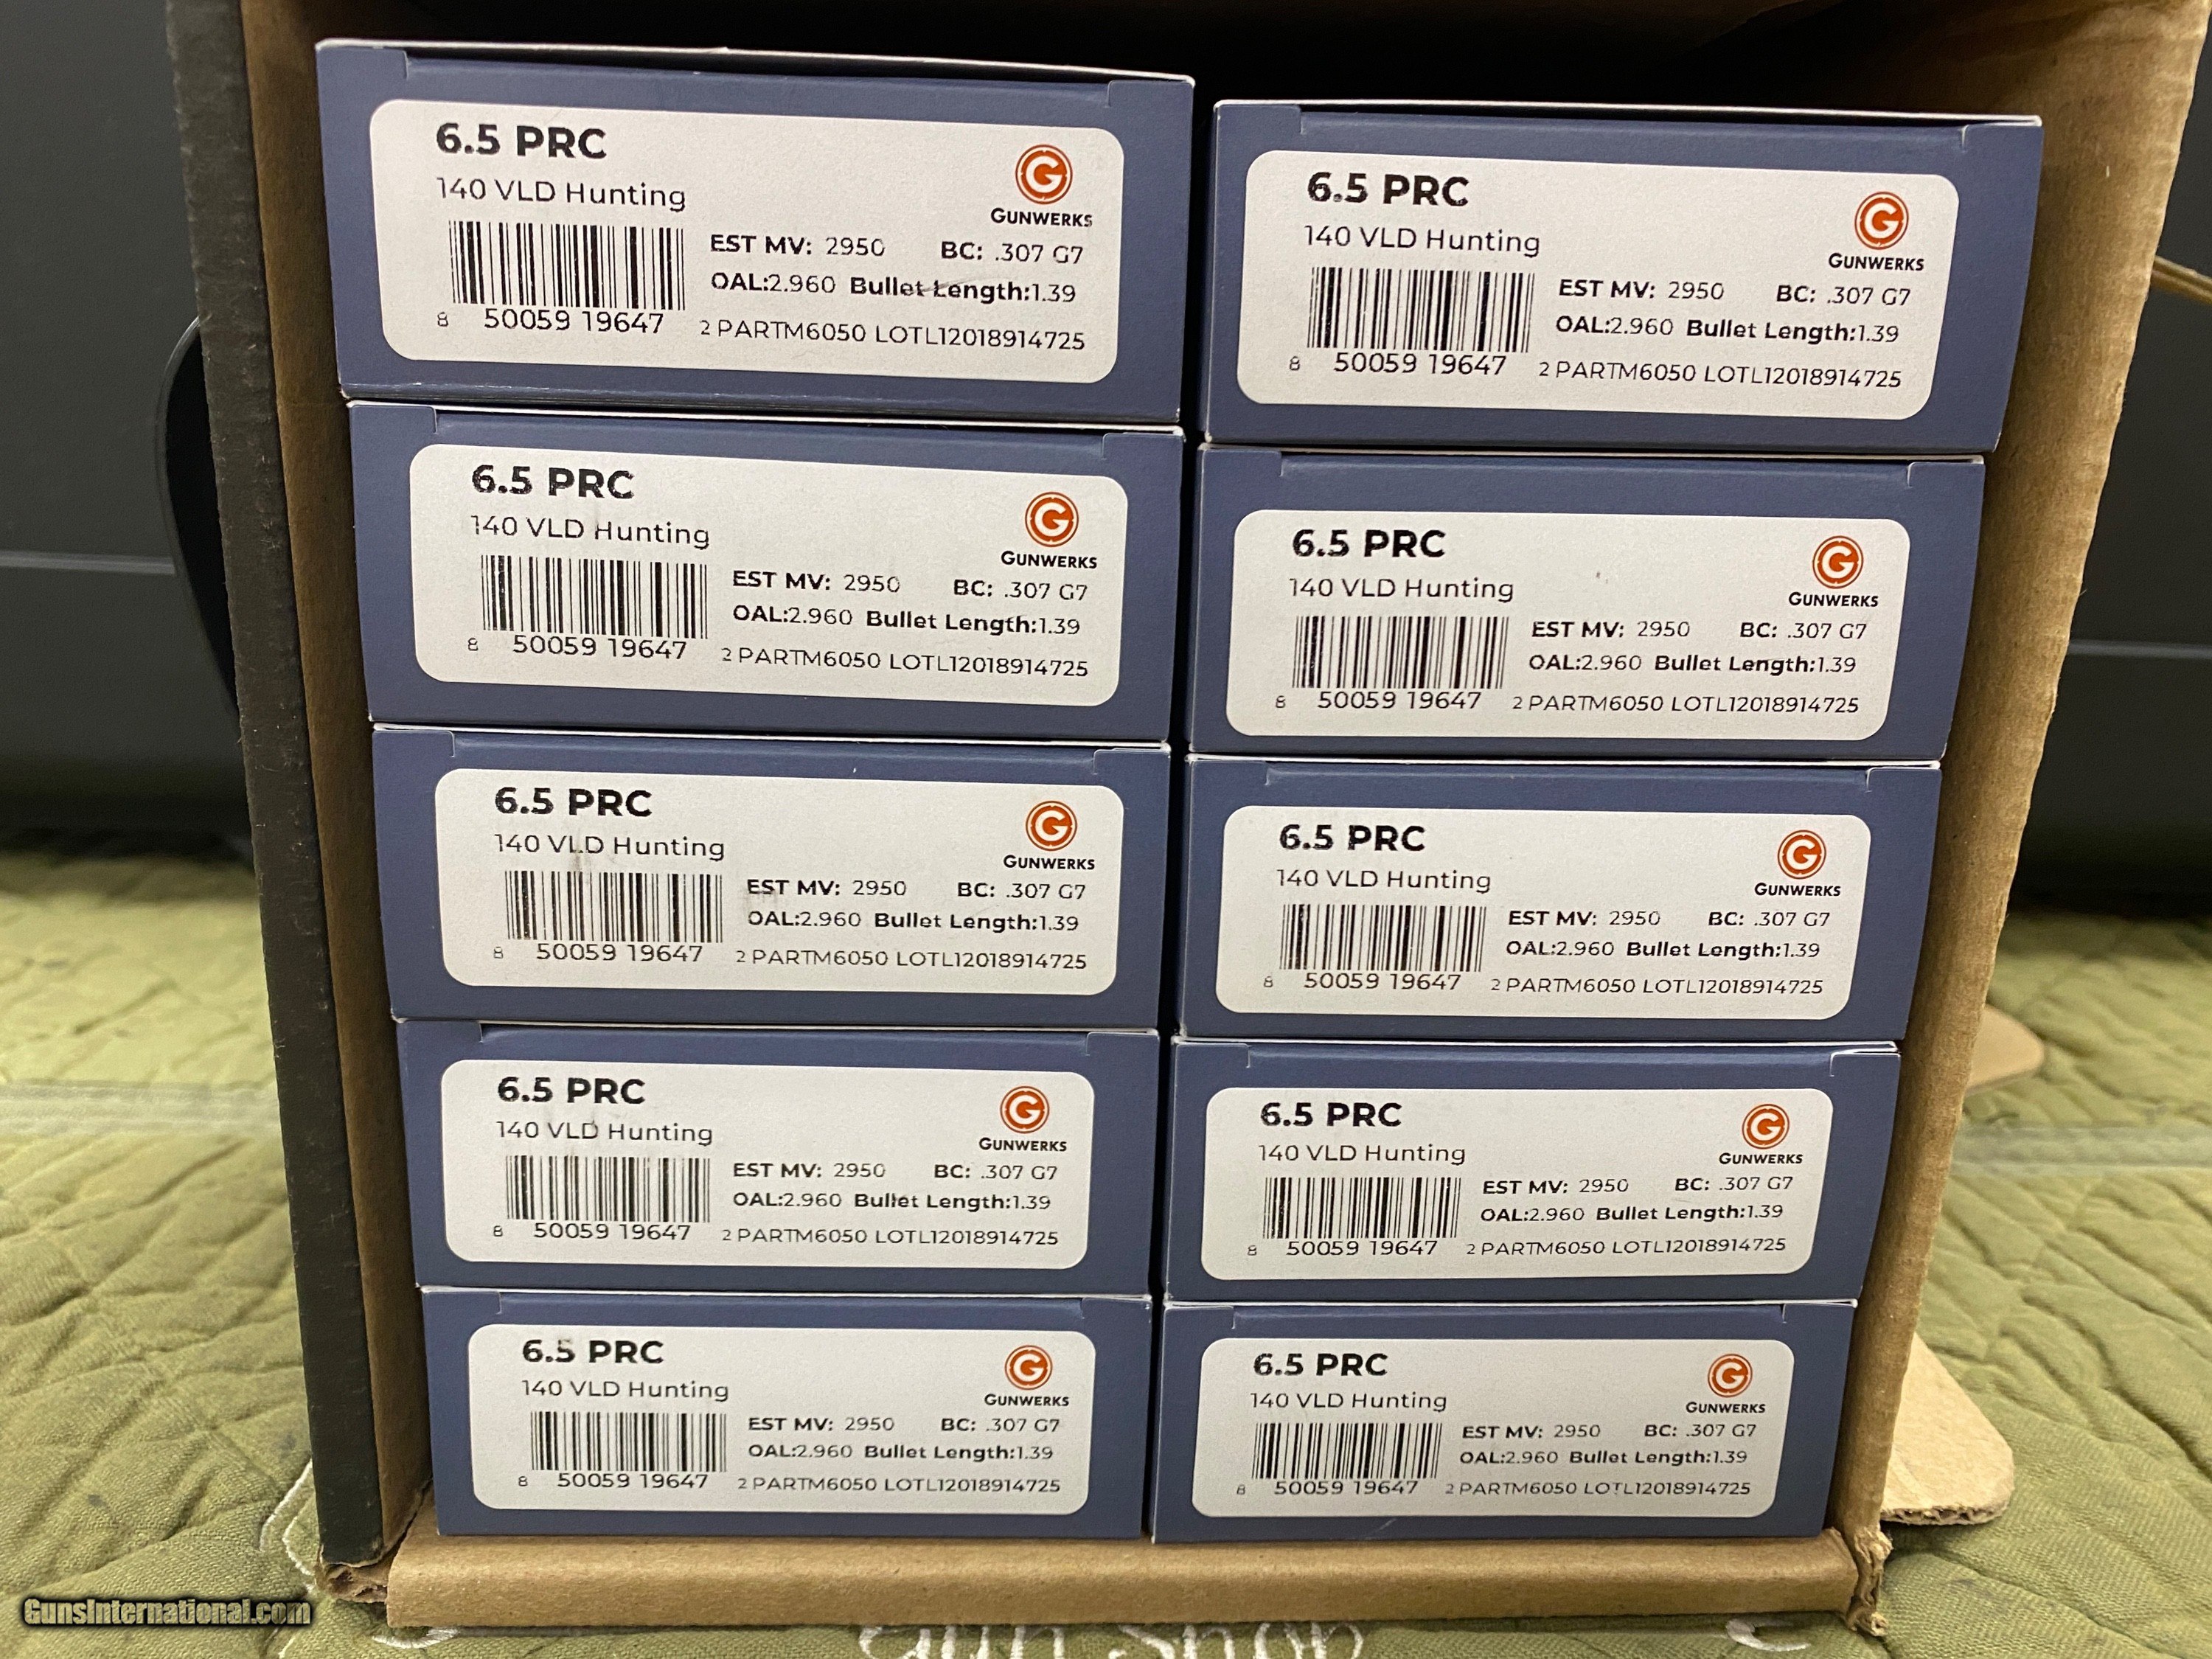 6.5 PRC
140 VLD Hunting
GUNWERKS
EST MV: 2950 BC: .307 G7
OAL:2.960 Bullet Length:1.39
8 50059 19647 2 PARTM6050 LOTL12018914725
6.5 PRC
140 VLD Hunting
GUNWERKS
EST MV: 2950 BC: .307 G7
OAL:2.960 Bullet Length:1.39
8 50059 19647 2 PARTM6050 LOTL12018914725
6.5 PRC
140 VLD Hunting
GUNWERKS
EST MV: 2950 BC: .307 G7
OAL:2.960 Bullet Length:1.39
8 50059 19647 2 PARTM6050 LOTL12018914725
6.5 PRC
140 VLD Hunting
GUNWERKS
EST MV: 2950 BC: .307 G7
OAL:2.960 Bullet Length:1.39
8 50059 19647 2 PARTM6050 LOTL12018914725
6.5 PRC
140 VLD Hunting
GUNWERKS
EST MV: 2950 BC: .307 G7
OAL:2.960 Bullet Length:1.39
8 50059 19647 2 PARTM6050 LOTL12018914725
6.5 PRC
140 VLD Hunting
GUNWERKS
EST MV: 2950 BC: .307 G7
OAL:2.960 Bullet Length:1.39
8 50059 19647 2 PARTM6050 LOTL12018914725
6.5 PRC
140 VLD Hunting
GUNWERKS
EST MV: 2950 BC: .307 G7
OAL:2.960 Bullet Length:1.39
8 50059 19647 2 PARTM6050 LOTL12018914725
6.5 PRC
140 VLD Hunting
GUNWERKS
EST MV: 2950 BC: .307 G7
OAL:2.960 Bullet Length:1.39
8 50059 19647 2 PARTM6050 LOTL12018914725
6.5 PRC
140 VLD Hunting
GUNWERKS
EST MV: 2950 BC: .307 G7
OAL:2.960 Bullet Length:1.39
8 50059 19647 2 PARTM6050 LOTL12018914725
6.5 PRC
140 VLD Hunting
GUNWERKS
EST MV: 2950 BC: .307 G7
OAL:2.960 Bullet Length:1.39
8 50059 19647 2 PARTM6050 LOTL12018914725
GunsInternational.com
Gun Shop